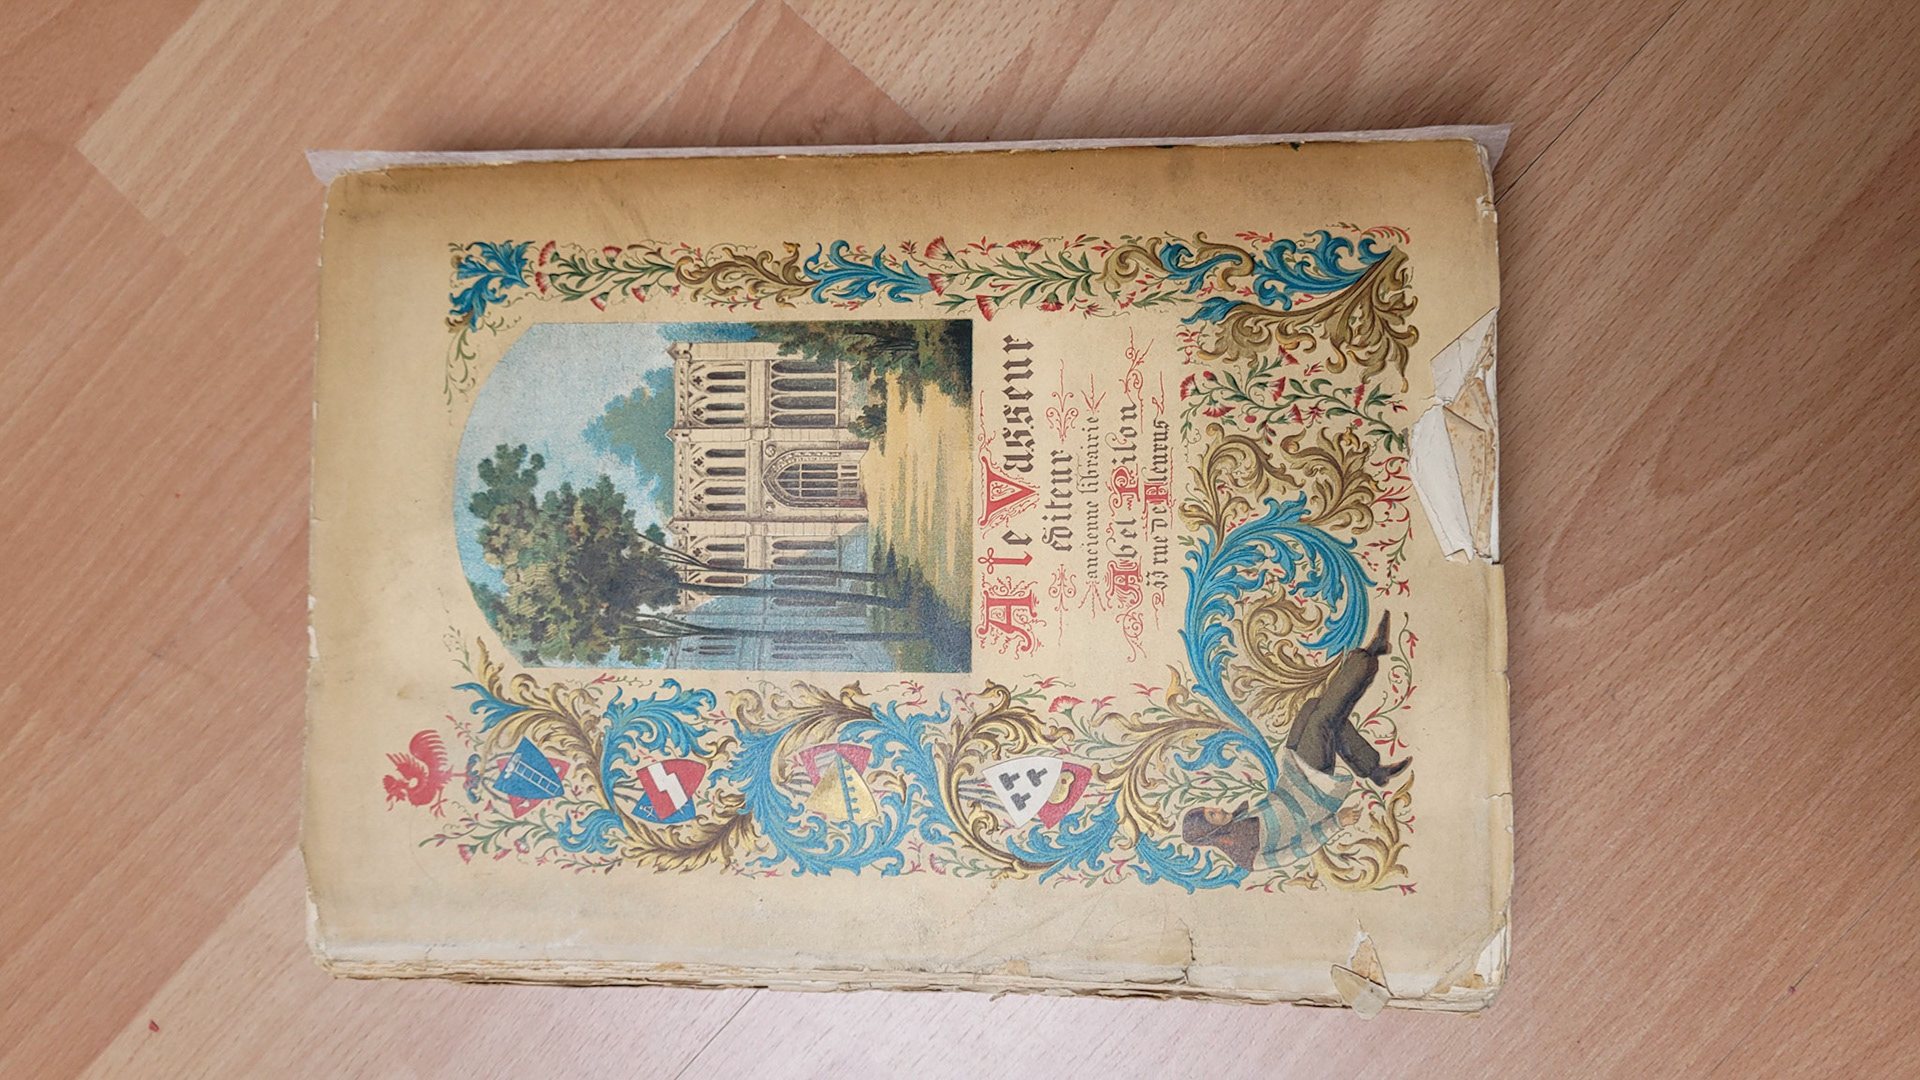 A le Vasseur
éditeur
ancienne librairie
Abel Pilon
33 rue de Fleurus